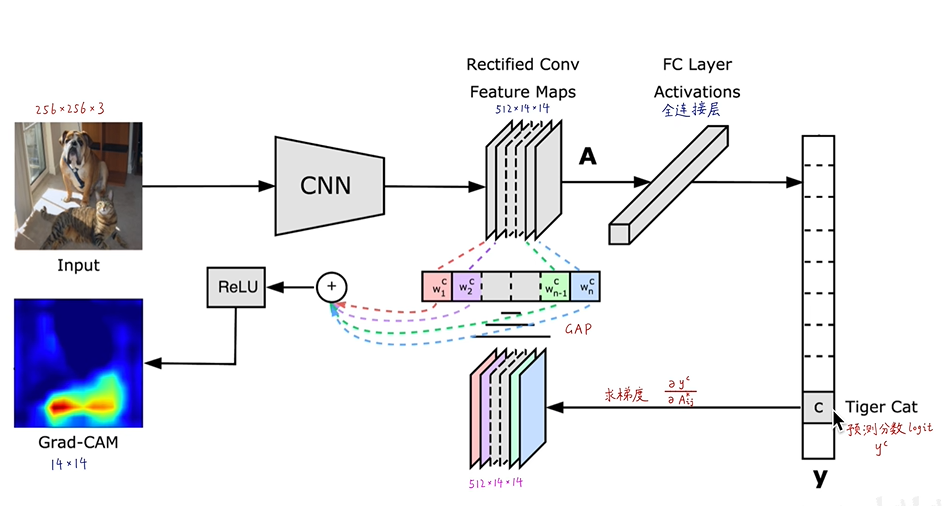 Rectified Conv
Feature Maps
512×14×14
FC Layer
Activations
全连接层
256×256×3
CNN
A
Input
ReLU
+
w₁ᶜ
w₂ᶜ
wₙ₋₁ᶜ
wₙᶜ
GAP
求梯度 ∂yᶜ/∂Aᵏᵢⱼ
C
Tiger Cat
预测分数 logit
yᶜ
Grad-CAM
14×14
512×14×14
y